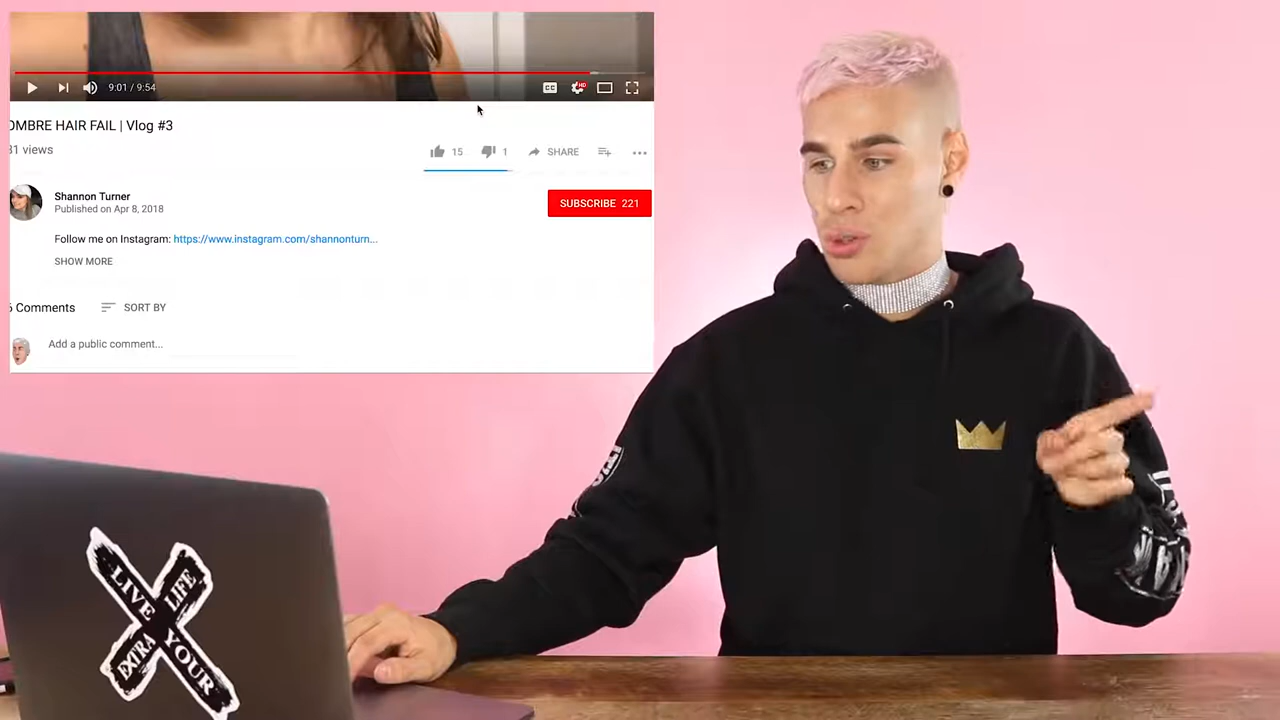 9:01 / 9:54
CC
HD
OMBRE HAIR FAIL | Vlog #3
31 views
15
1
SHARE
Shannon Turner
Published on Apr 8, 2018
SUBSCRIBE 221
Follow me on Instagram: https://www.instagram.com/shannonturn...
SHOW MORE
Comments
SORT BY
Add a public comment...
LIVE
LIFE
EXTRA
YOUR